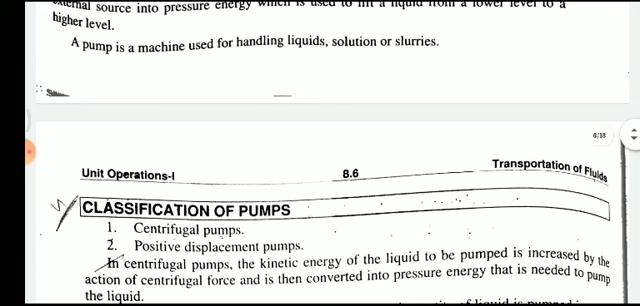 external source into pressure energy which is used to lift a liquid from a lower level to a
higher level.
A pump is a machine used for handling liquids, solution or slurries.
6/18
Unit Operations-I 8.6 Transportation of Fluids
CLASSIFICATION OF PUMPS
1. Centrifugal pumps.
2. Positive displacement pumps.
In centrifugal pumps, the kinetic energy of the liquid to be pumped is increased by the
action of centrifugal force and is then converted into pressure energy that is needed to pump
the liquid.
of liquid is pumped